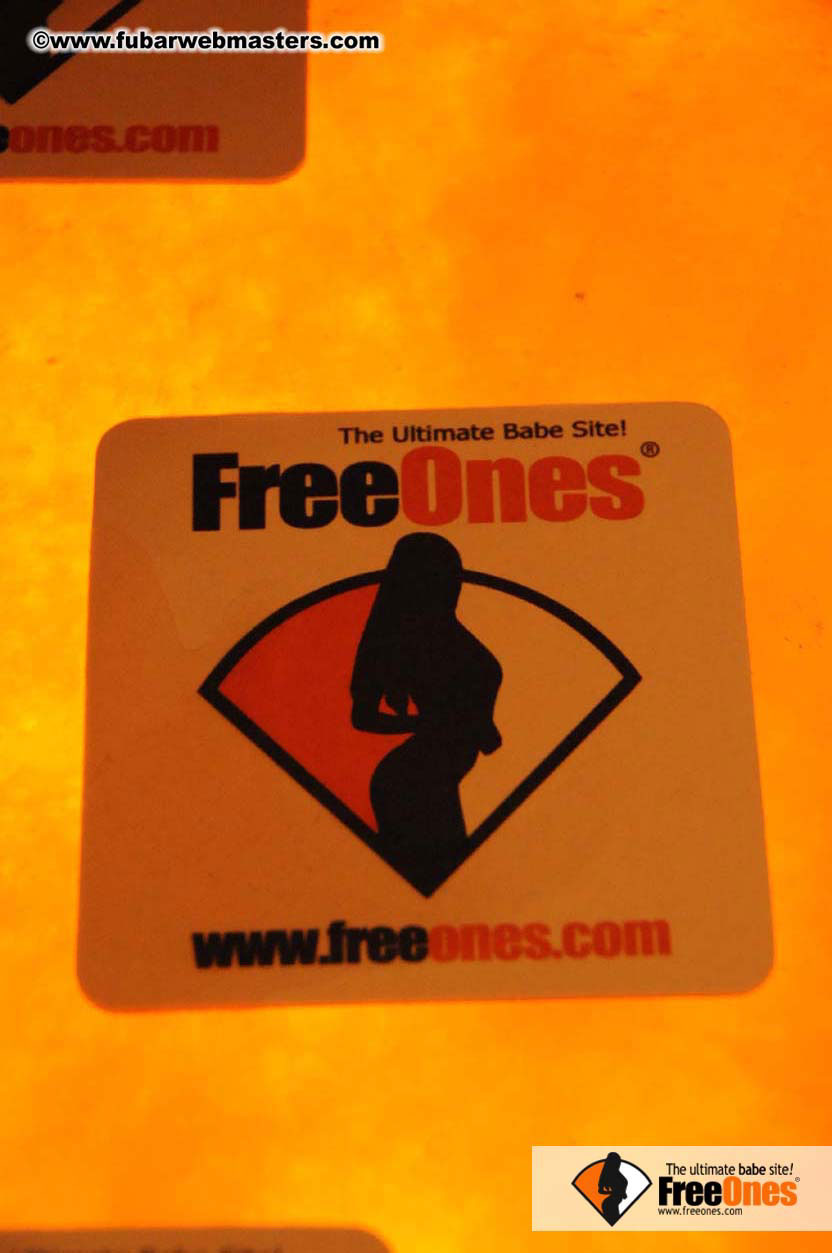 ©www.fubarwebmasters.com
eones.com
The Ultimate Babe Site!
FreeOnes®
www.freeones.com
The ultimate babe site!
FreeOnes®
www.freeones.com